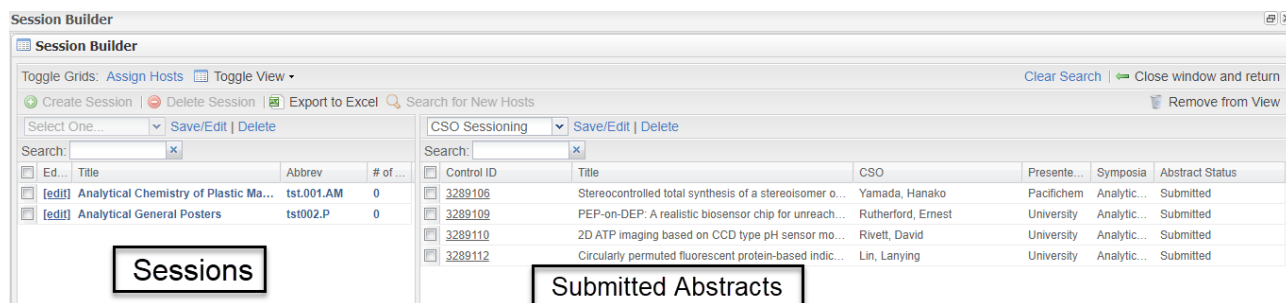 Session Builder
Session Builder
Toggle Grids: Assign Hosts Toggle View
Clear Search | Close window and return
Create Session | Delete Session | Export to Excel Search for New Hosts
Remove from View
Select One... Save/Edit | Delete
CSO Sessioning Save/Edit | Delete
Search:
Search:
Ed... Title Abbrev # of ...
[edit] Analytical Chemistry of Plastic Ma... tst.001.AM 0
[edit] Analytical General Posters tst002.P 0
Sessions
Control ID Title CSO Presente... Symposia Abstract Status
3289106 Stereocontrolled total synthesis of a stereoisomer o... Yamada, Hanako Pacifichem Analytic... Submitted
3289109 PEP-on-DEP: A realistic biosensor chip for unreach... Rutherford, Ernest University Analytic... Submitted
3289110 2D ATP imaging based on CCD type pH sensor mo... Rivett, David University Analytic... Submitted
3289112 Circularly permuted fluorescent protein-based indic... Lin, Lanying University Analytic... Submitted
Submitted Abstracts